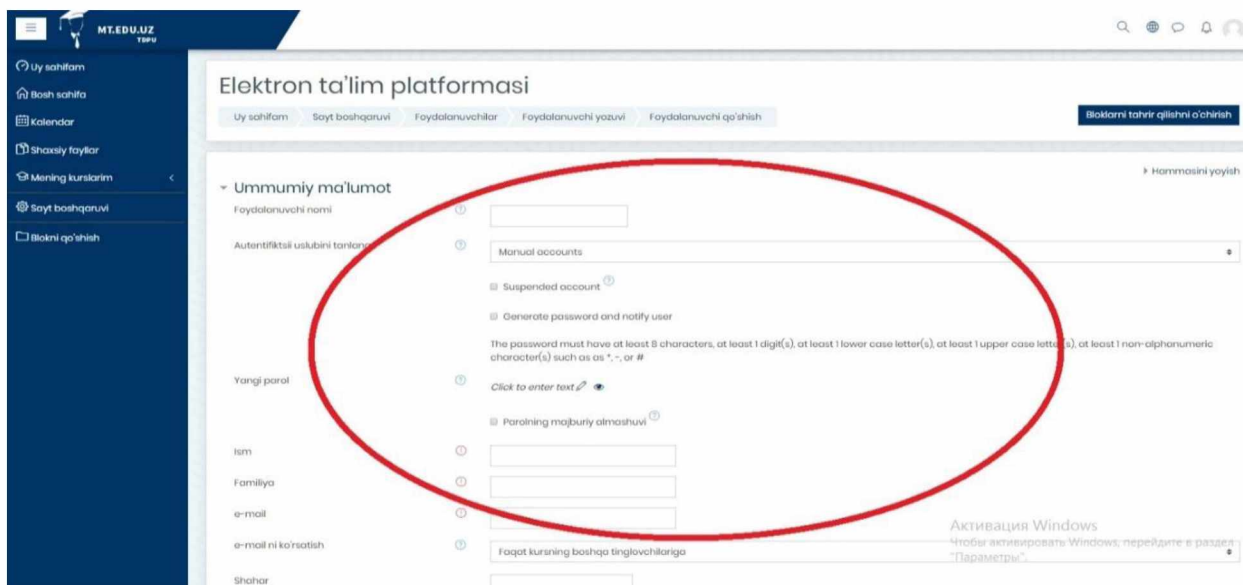 MT.EDU.UZ
TDPU
Uy sahifam
Bosh sahifa
Kalendar
Shaxsiy fayllar
Mening kurslarim
Sayt boshqaruvi
Blokni qo'shish
Elektron ta'lim platformasi
Uy sahifam Sayt boshqaruvi Foydalanuvchilar Foydalanuvchi yozuvi Foydalanuvchi qo'shish
Bloklarni tahrir qilishni o'chirish
Hammasini yoyish
Ummumiy ma'lumot
Foydalanuvchi nomi
Autentifiktsii uslubini tanlang
Manual accounts
Suspended account
Generate password and notify user
The password must have at least 8 characters, at least 1 digit(s), at least 1 lower case letter(s), at least 1 upper case letter(s), at least 1 non-alphanumeric
character(s) such as as *, -, or #
Yangi parol
Click to enter text
Parolning majburiy almashuvi
Ism
Familiya
e-mail
e-mail ni ko'rsatish
Faqat kursning boshqa tinglovchilariga
Shahar
Активация Windows
Чтобы активировать Windows, перейдите в раздел
"Параметры".